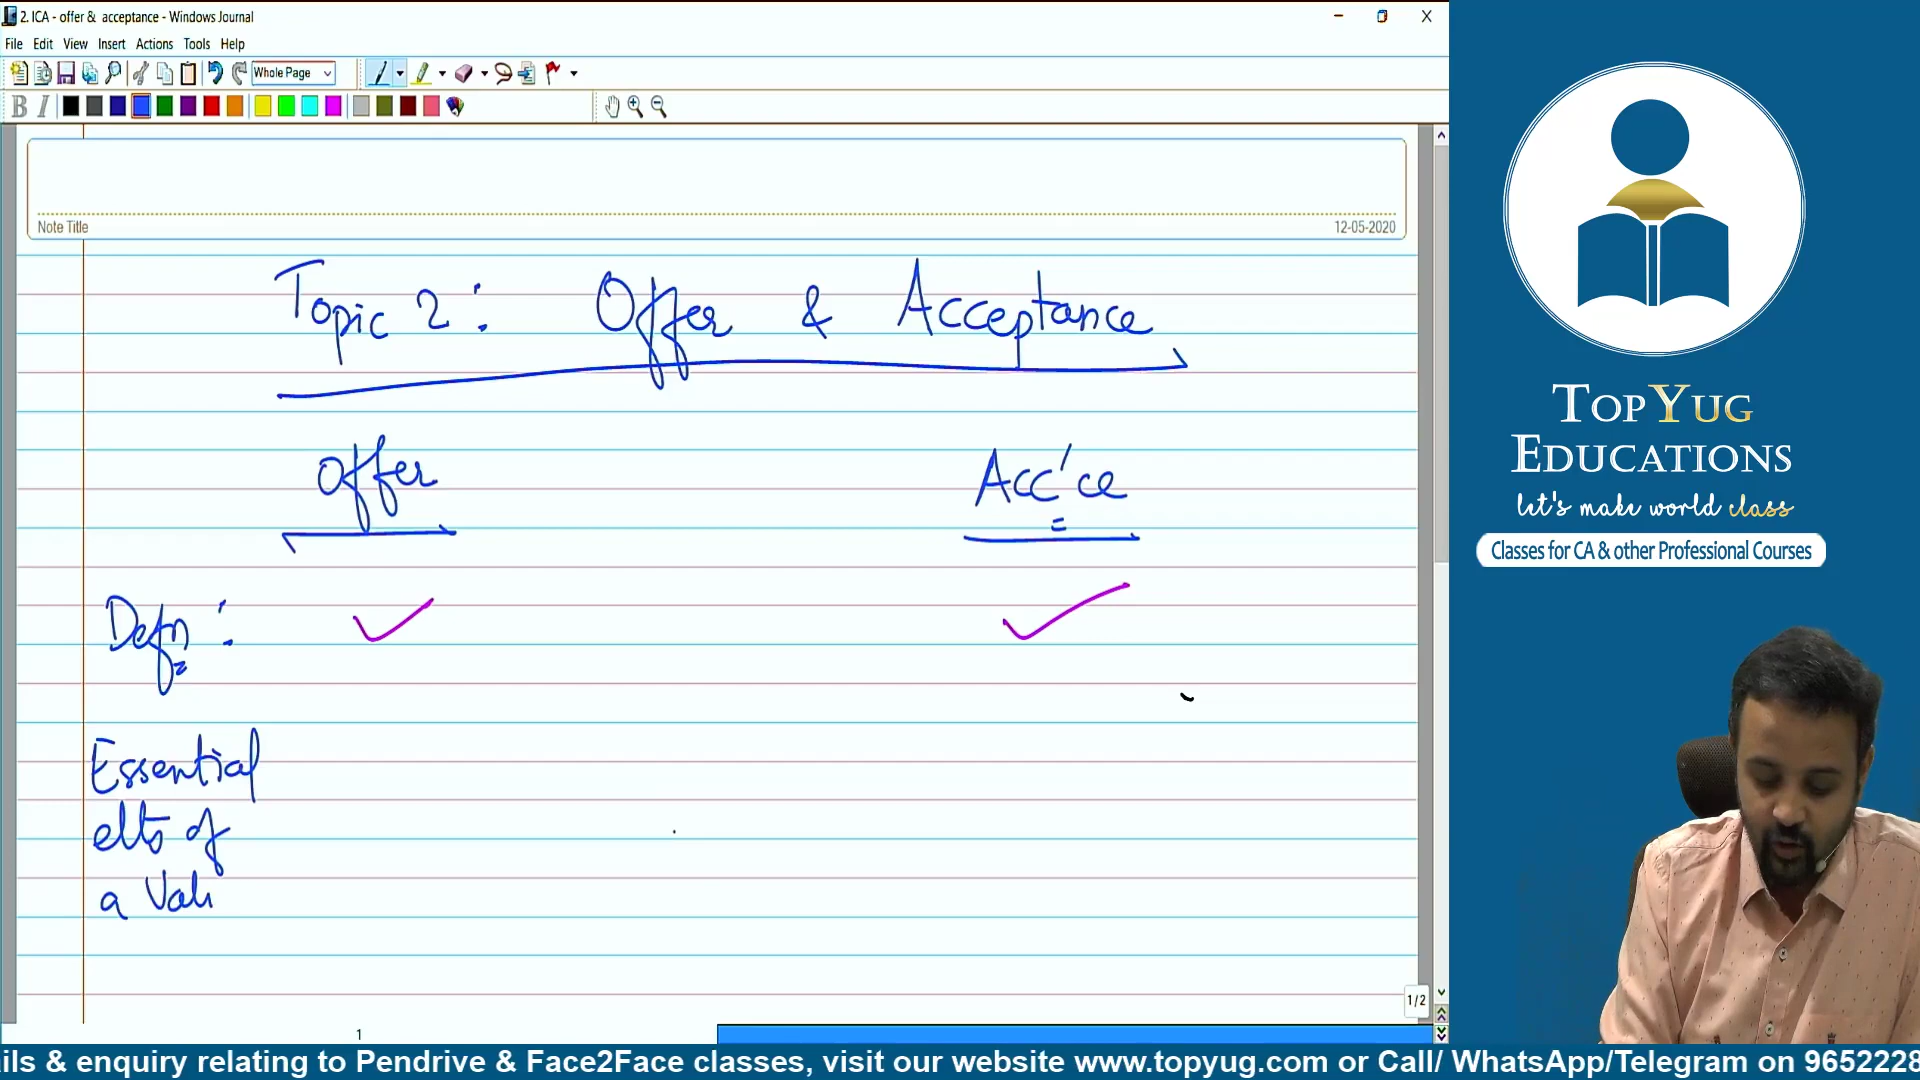 2. ICA - offer & acceptance - Windows Journal
File Edit View Insert Actions Tools Help
Whole Page
B I
Note Title
12-05-2020
Topic 2 : Offer & Acceptance
Offer
Acc'ce
Defn :
Essential
elts of
a Vali
1/2
1
TOPYUG
EDUCATIONS
let's make world class
Classes for CA & other Professional Courses
ils & enquiry relating to Pendrive & Face2Face classes, visit our website www.topyug.com or Call/ WhatsApp/Telegram on 9652228